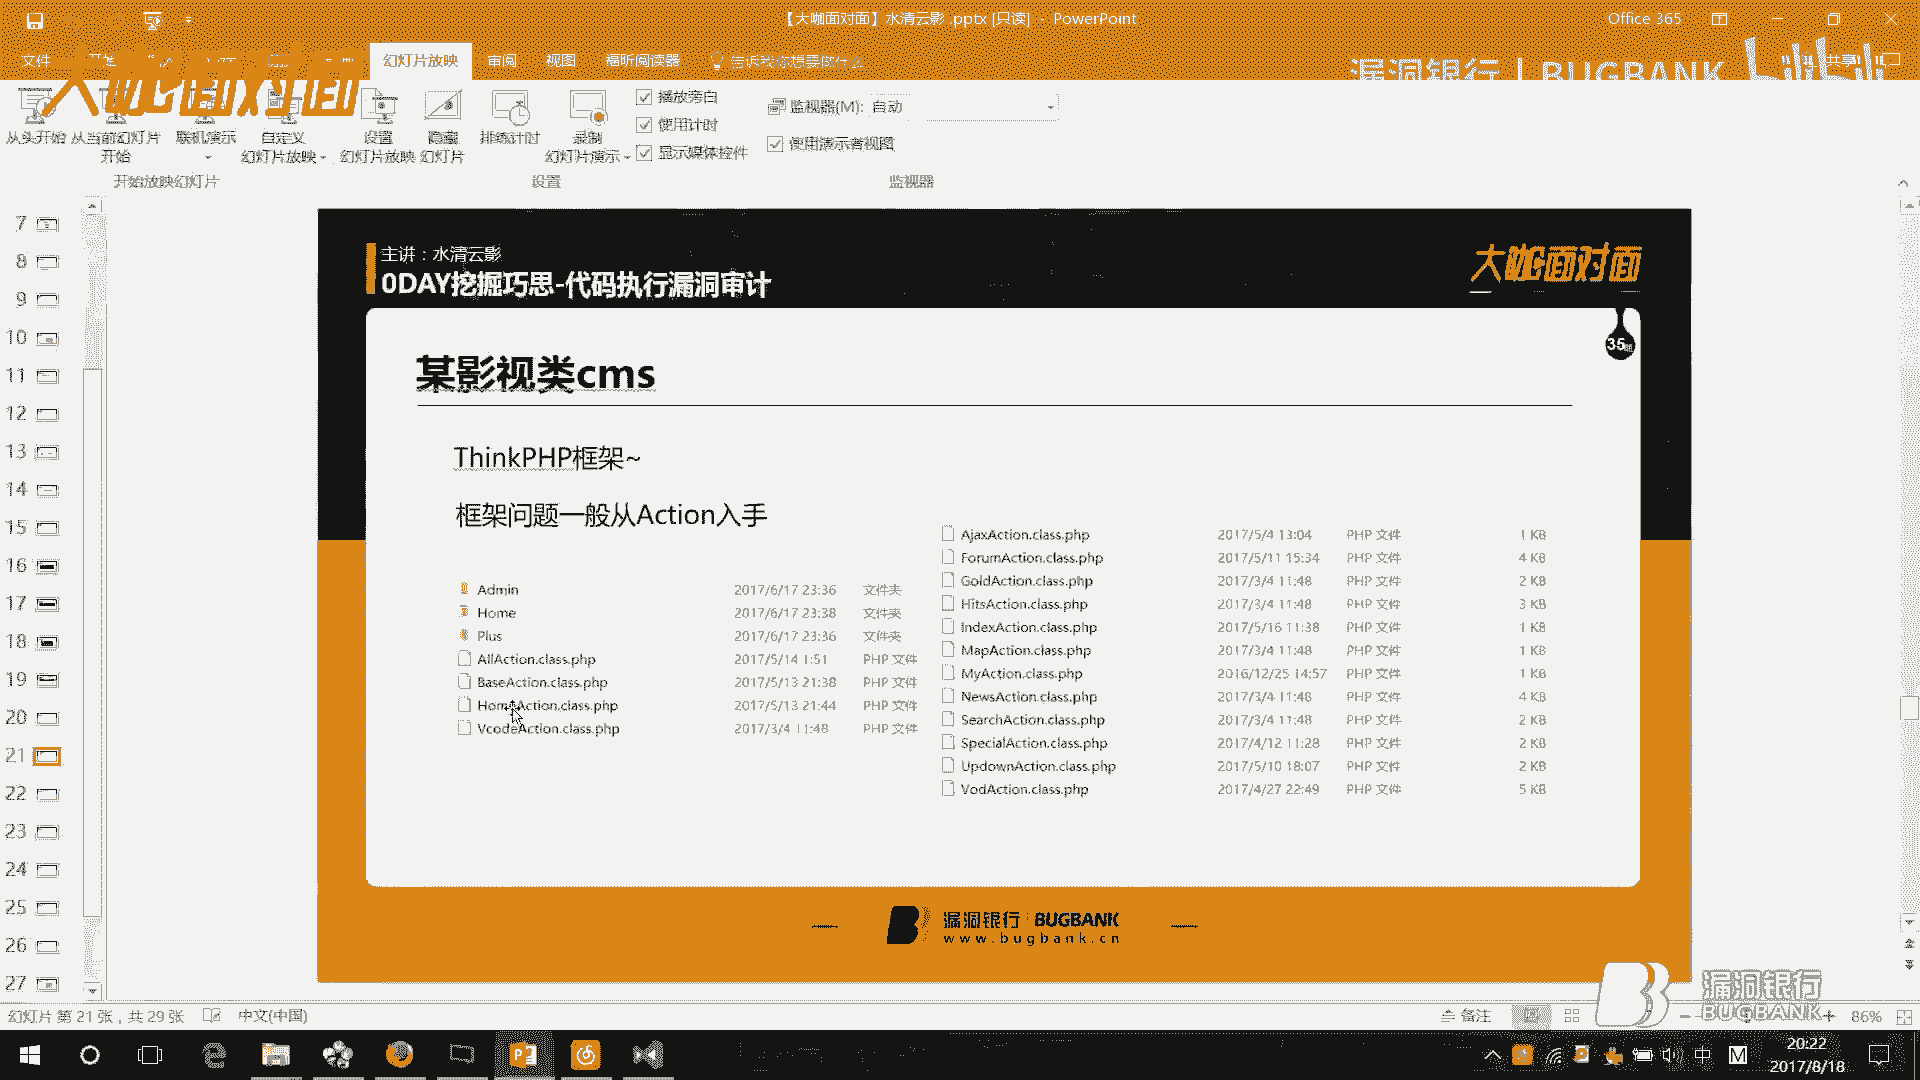 【大咖面对面】水清云影 .pptx [只读] - PowerPoint
Office 365
文件
幻灯片放映
审阅
视图
福昕阅读器
告诉我你想要做什么
共享
大咖面对面
漏洞银行 | BUGBANK
bilibili
从头开始
从当前幻灯片
开始
联机演示
自定义
幻灯片放映
设置
幻灯片放映
隐藏
幻灯片
排练计时
录制
幻灯片演示
播放旁白
使用计时
显示媒体控件
监视器(M): 自动
使用演示者视图
开始放映幻灯片
设置
监视器
7
8
9
10
11
12
13
14
15
16
17
18
19
20
21
22
23
24
25
26
27
主讲：水清云影
0DAY挖掘巧思-代码执行漏洞审计
大咖面对面
35
某影视类cms
ThinkPHP框架~
框架问题一般从Action入手
Admin 2017/6/17 23:36 文件夹
Home 2017/6/17 23:38 文件夹
Plus 2017/6/17 23:36 文件夹
AllAction.class.php 2017/5/14 1:51 PHP 文件
BaseAction.class.php 2017/5/13 21:38 PHP 文件
HomeAction.class.php 2017/5/13 21:44 PHP 文件
VcodeAction.class.php 2017/3/4 11:48 PHP 文件
AjaxAction.class.php 2017/5/4 13:04 PHP 文件 1 KB
ForumAction.class.php 2017/5/11 15:34 PHP 文件 4 KB
GoldAction.class.php 2017/3/4 11:48 PHP 文件 2 KB
HitsAction.class.php 2017/3/4 11:48 PHP 文件 3 KB
IndexAction.class.php 2017/5/16 11:38 PHP 文件 1 KB
MapAction.class.php 2017/3/4 11:48 PHP 文件 1 KB
MyAction.class.php 2016/12/25 14:57 PHP 文件 1 KB
NewsAction.class.php 2017/3/4 11:48 PHP 文件 4 KB
SearchAction.class.php 2017/3/4 11:48 PHP 文件 2 KB
SpecialAction.class.php 2017/4/12 11:28 PHP 文件 2 KB
UpdownAction.class.php 2017/5/10 18:07 PHP 文件 2 KB
VodAction.class.php 2017/4/27 22:49 PHP 文件 5 KB
漏洞银行 | BUGBANK
www.bugbank.cn
漏洞银行
BUGBANK
幻灯片 第 21 张，共 29 张
中文(中国)
备注
86%
中
M
20:22
2017/8/18